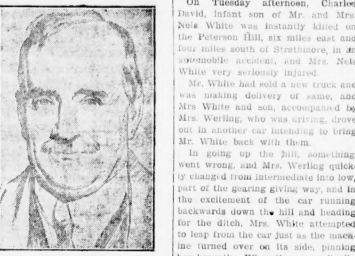 On Tuesday afternoon, Charles
David, infant son of Mr. and Mrs.
Nels White was instantly killed on
the Peterson Hill, six miles east and
four miles south of Strathmore, in an
automobile accident, and Mrs. Nels
White very seriously injured.
Mr. White had sold a new truck and
was making delivery of same, and
Mrs White and son, accompanied by
Mrs. Werling, who was driving, drove
out in another car intending to bring
Mr. White back with them.
In going up the hill, something
went wrong, and Mrs. Werling quick-
ly changed from intermediate into low,
part of the gearing giving way, and in
the excitement of the car running
backwards down the hill and heading
for the ditch, Mrs. White attempted
to leap from the car just as the mach-
ine turned over on its side, pinning